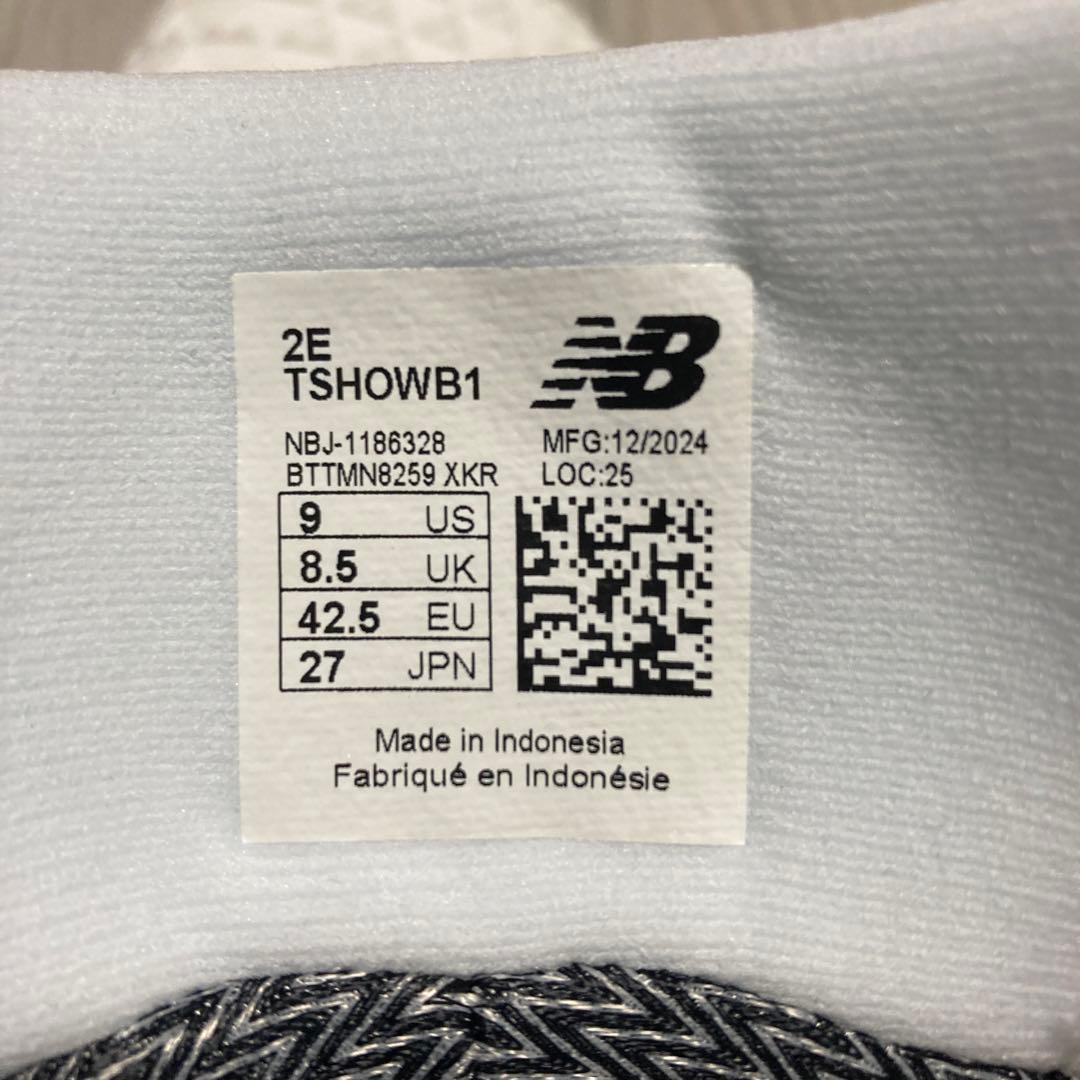 2E
TSHOWB1
NB
NBJ-1186328
MFG:12/2024
BTTMN8259 XKR
LOC:25
9 US
8.5 UK
42.5 EU
27 JPN
Made in Indonesia
Fabriqué en Indonésie